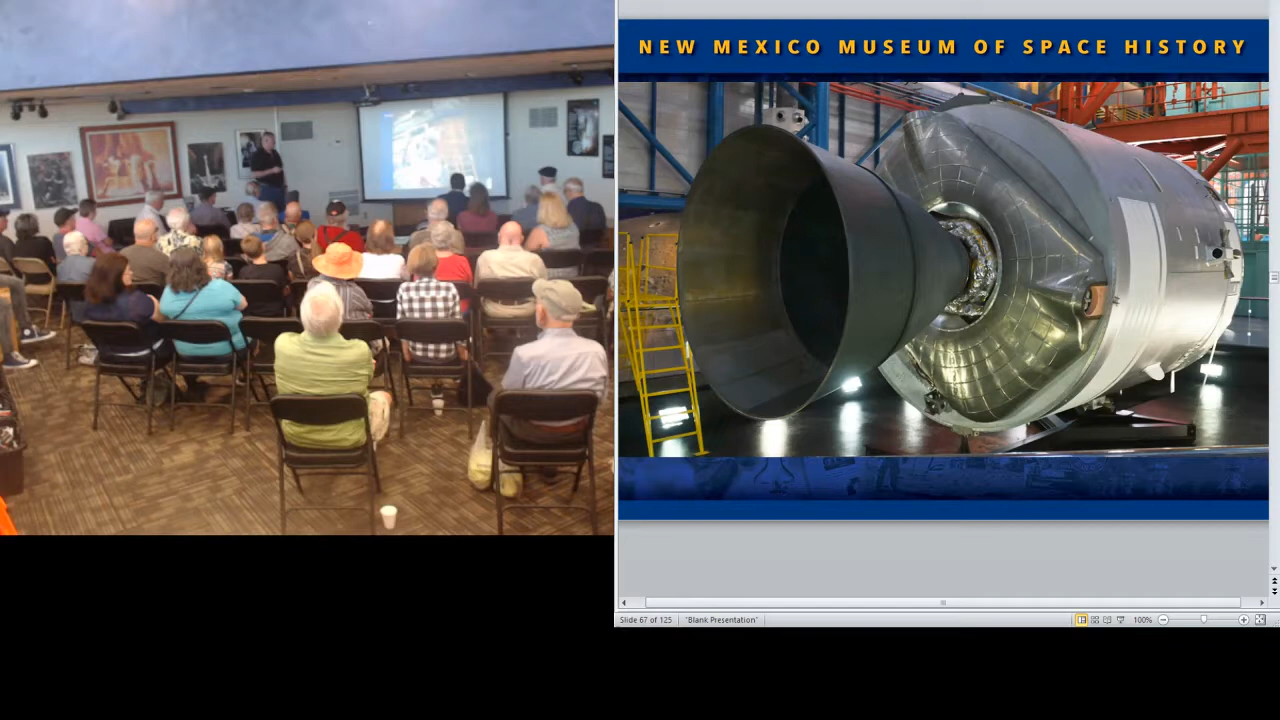 NEW MEXICO MUSEUM OF SPACE HISTORY
Slide 67 of 125
"Blank Presentation"
100%